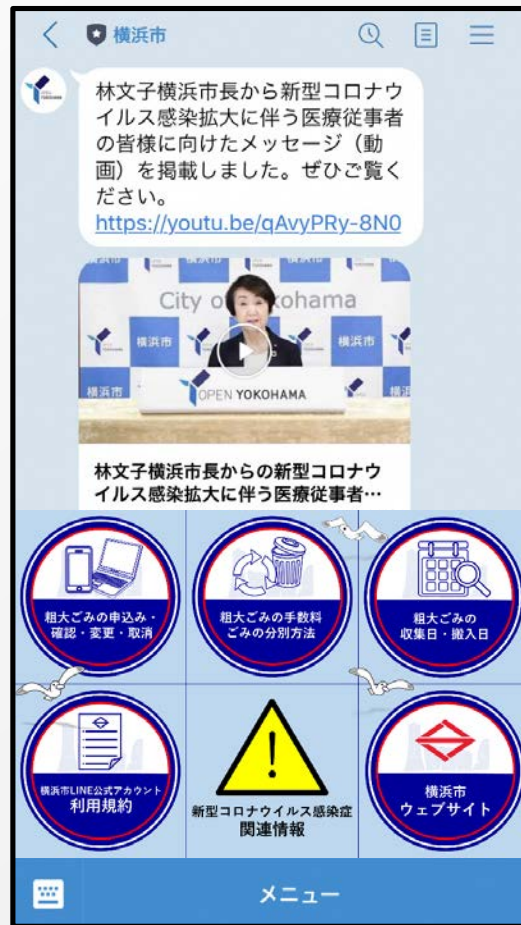 横浜市
林文子横浜市長から新型コロナウ
イルス感染拡大に伴う医療従事者
の皆様に向けたメッセージ（動
画）を掲載しました。ぜひご覧く
ださい。
https://youtu.be/qAvyPRy-8N0
横浜市
横浜市
横浜市
OPEN YOKOHAMA
林文子横浜市長からの新型コロナウ
イルス感染拡大に伴う医療従事者…
粗大ごみの申込み・
確認・変更・取消
粗大ごみの手数料
ごみの分別方法
粗大ごみの
収集日・搬入日
横浜市LINE公式アカウント
利用規約
新型コロナウイルス感染症
関連情報
横浜市
ウェブサイト
メニュー